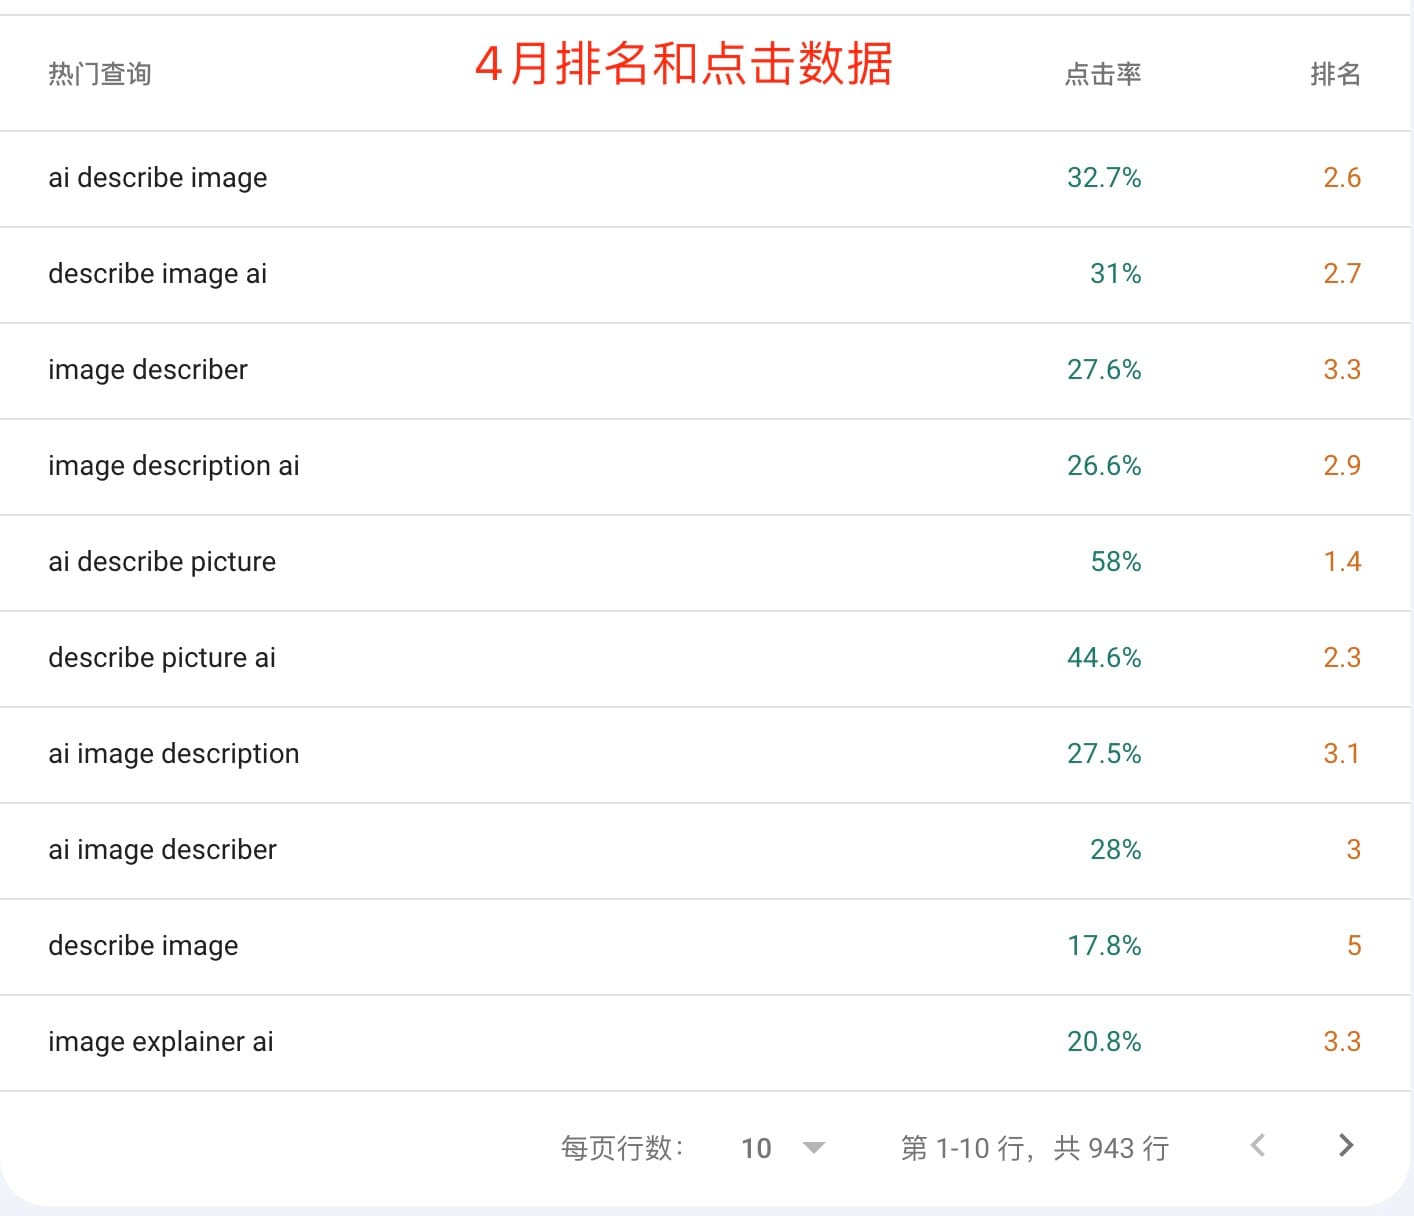 热门查询 4月排名和点击数据 点击率 排名
ai describe image 32.7% 2.6
describe image ai 31% 2.7
image describer 27.6% 3.3
image description ai 26.6% 2.9
ai describe picture 58% 1.4
describe picture ai 44.6% 2.3
ai image description 27.5% 3.1
ai image describer 28% 3
describe image 17.8% 5
image explainer ai 20.8% 3.3
每页行数： 10 第 1-10 行，共 943 行